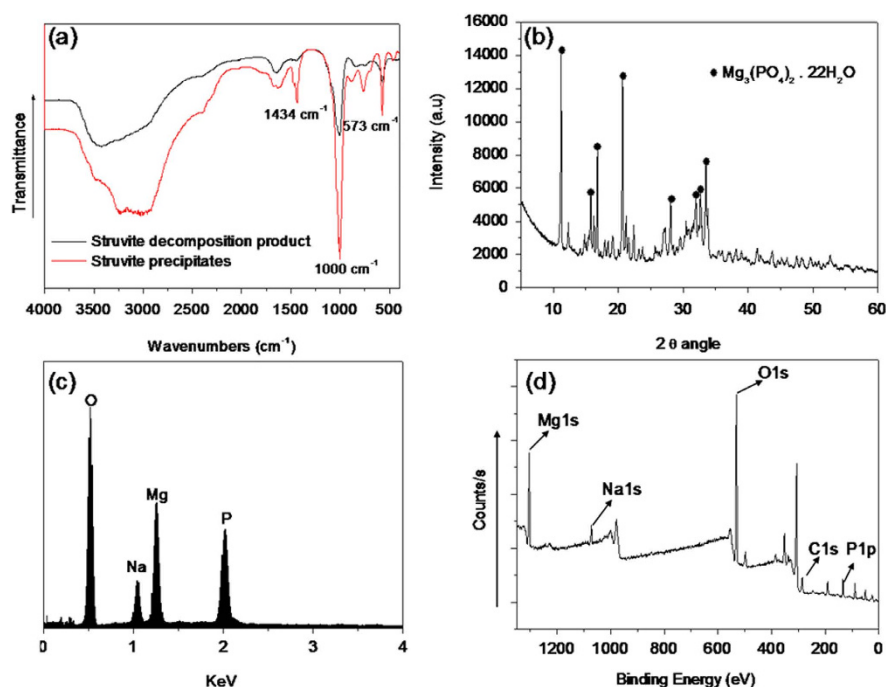 (a)
Transmittance
1434 cm⁻¹
573 cm⁻¹
1000 cm⁻¹
Struvite decomposition product
Struvite precipitates
4000 3500 3000 2500 2000 1500 1000 500
Wavenumbers (cm⁻¹)
(b)
Intensity (a.u)
16000
14000
12000
10000
8000
6000
4000
2000
0
Mg₃(PO₄)₂ . 22H₂O
10 20 30 40 50 60
2 θ angle
(c)
O
Na
Mg
P
0 1 2 3 4
KeV
(d)
Counts/s
O1s
Mg1s
Na1s
C1s
P1p
1200 1000 800 600 400 200 0
Binding Energy (eV)